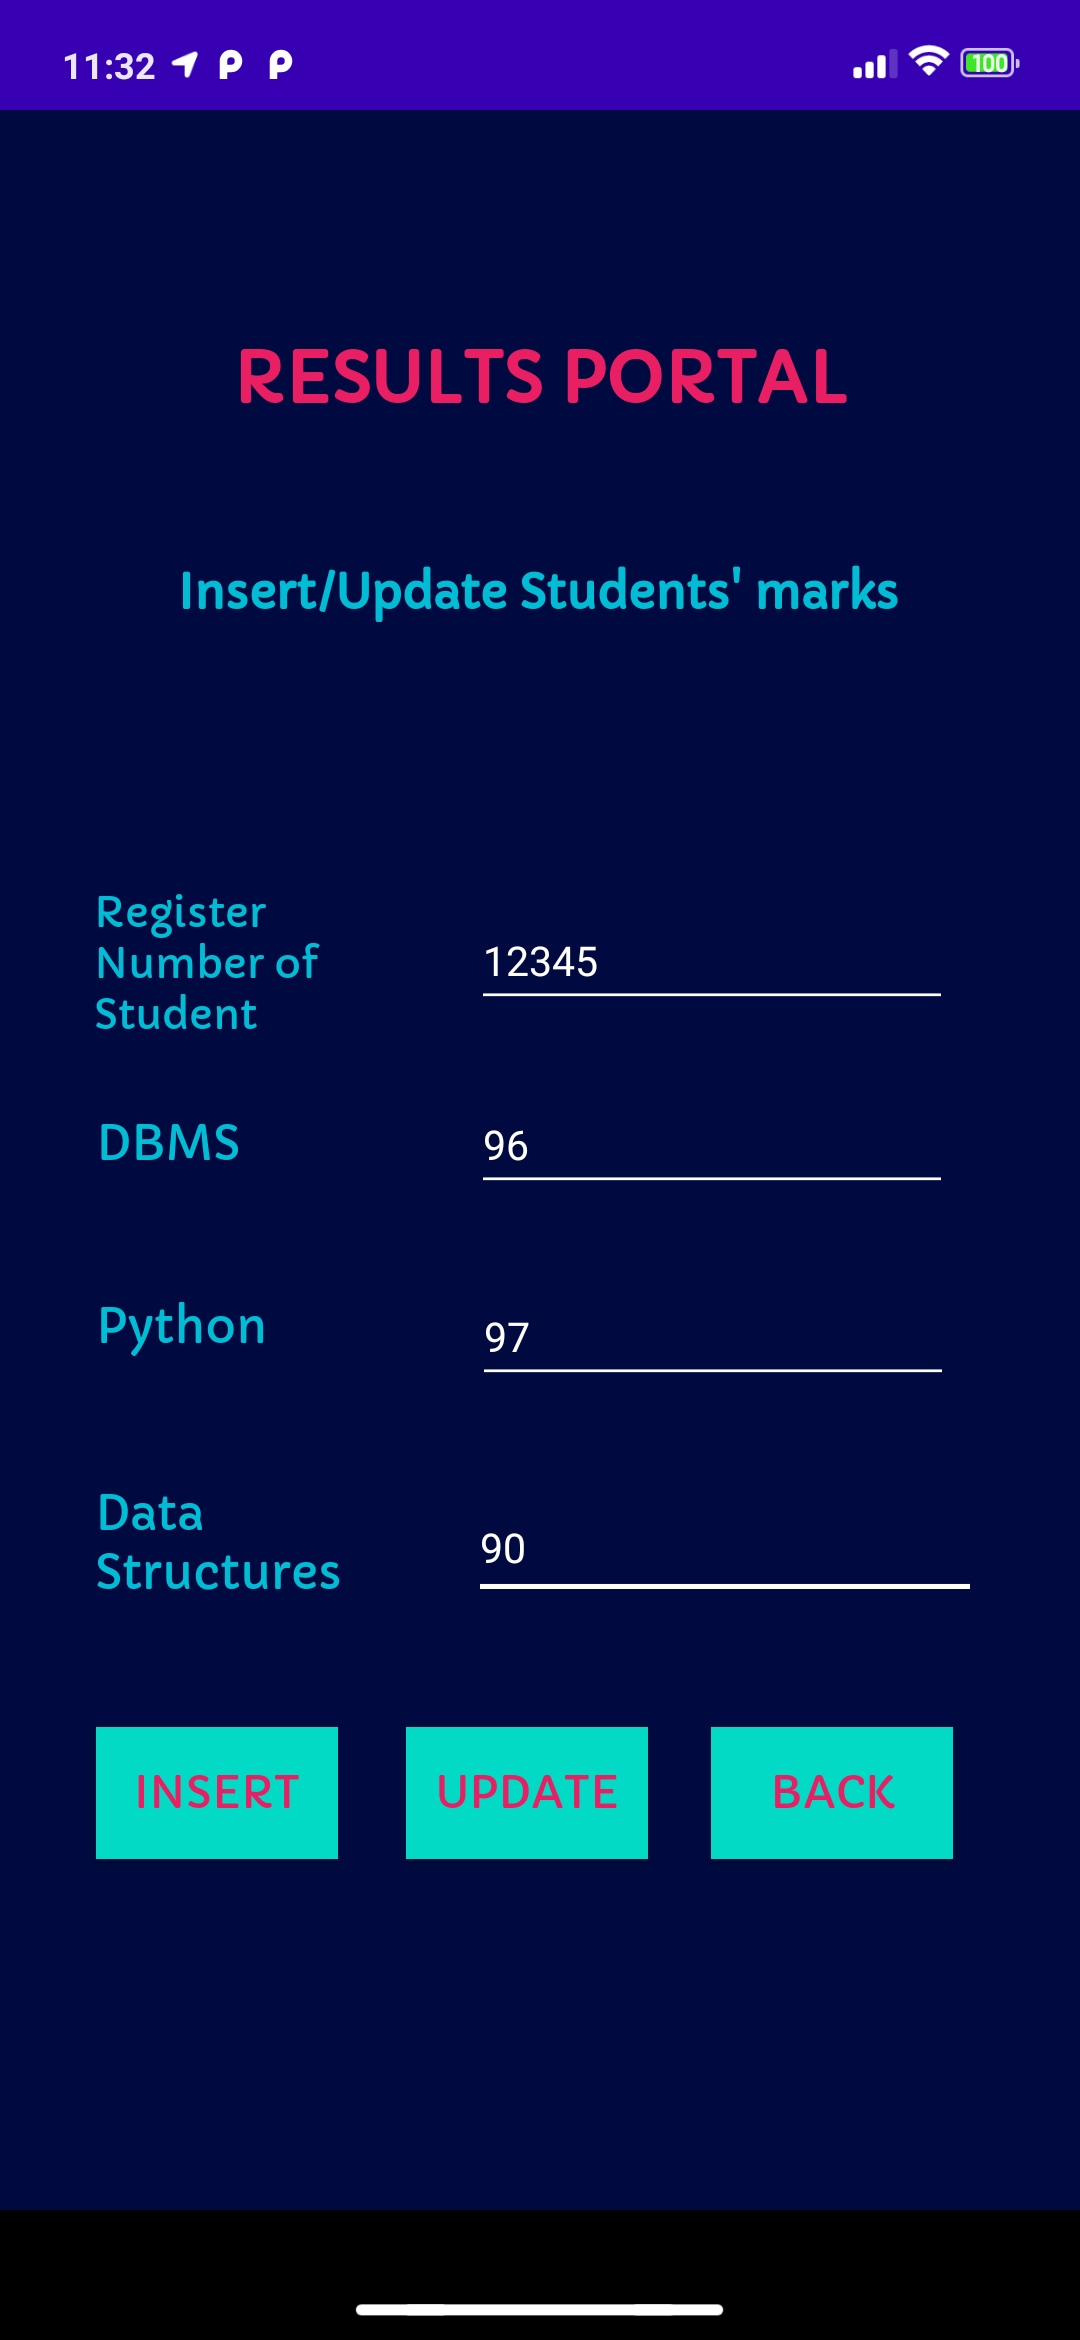 11:32
100
RESULTS PORTAL
Insert/Update Students' marks
Register
Number of
Student
12345
DBMS
96
Python
97
Data
Structures
90
INSERT UPDATE BACK